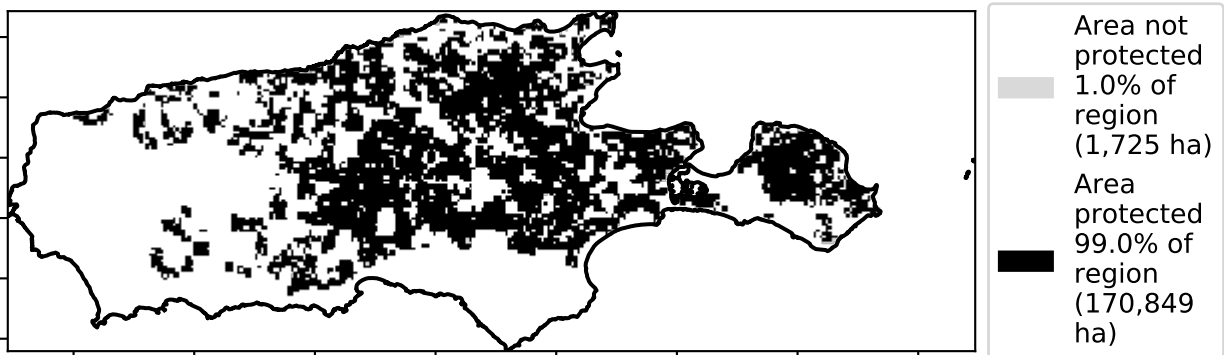 Area not
protected
1.0% of
region
(1,725 ha)
Area
protected
99.0% of
region
(170,849
ha)